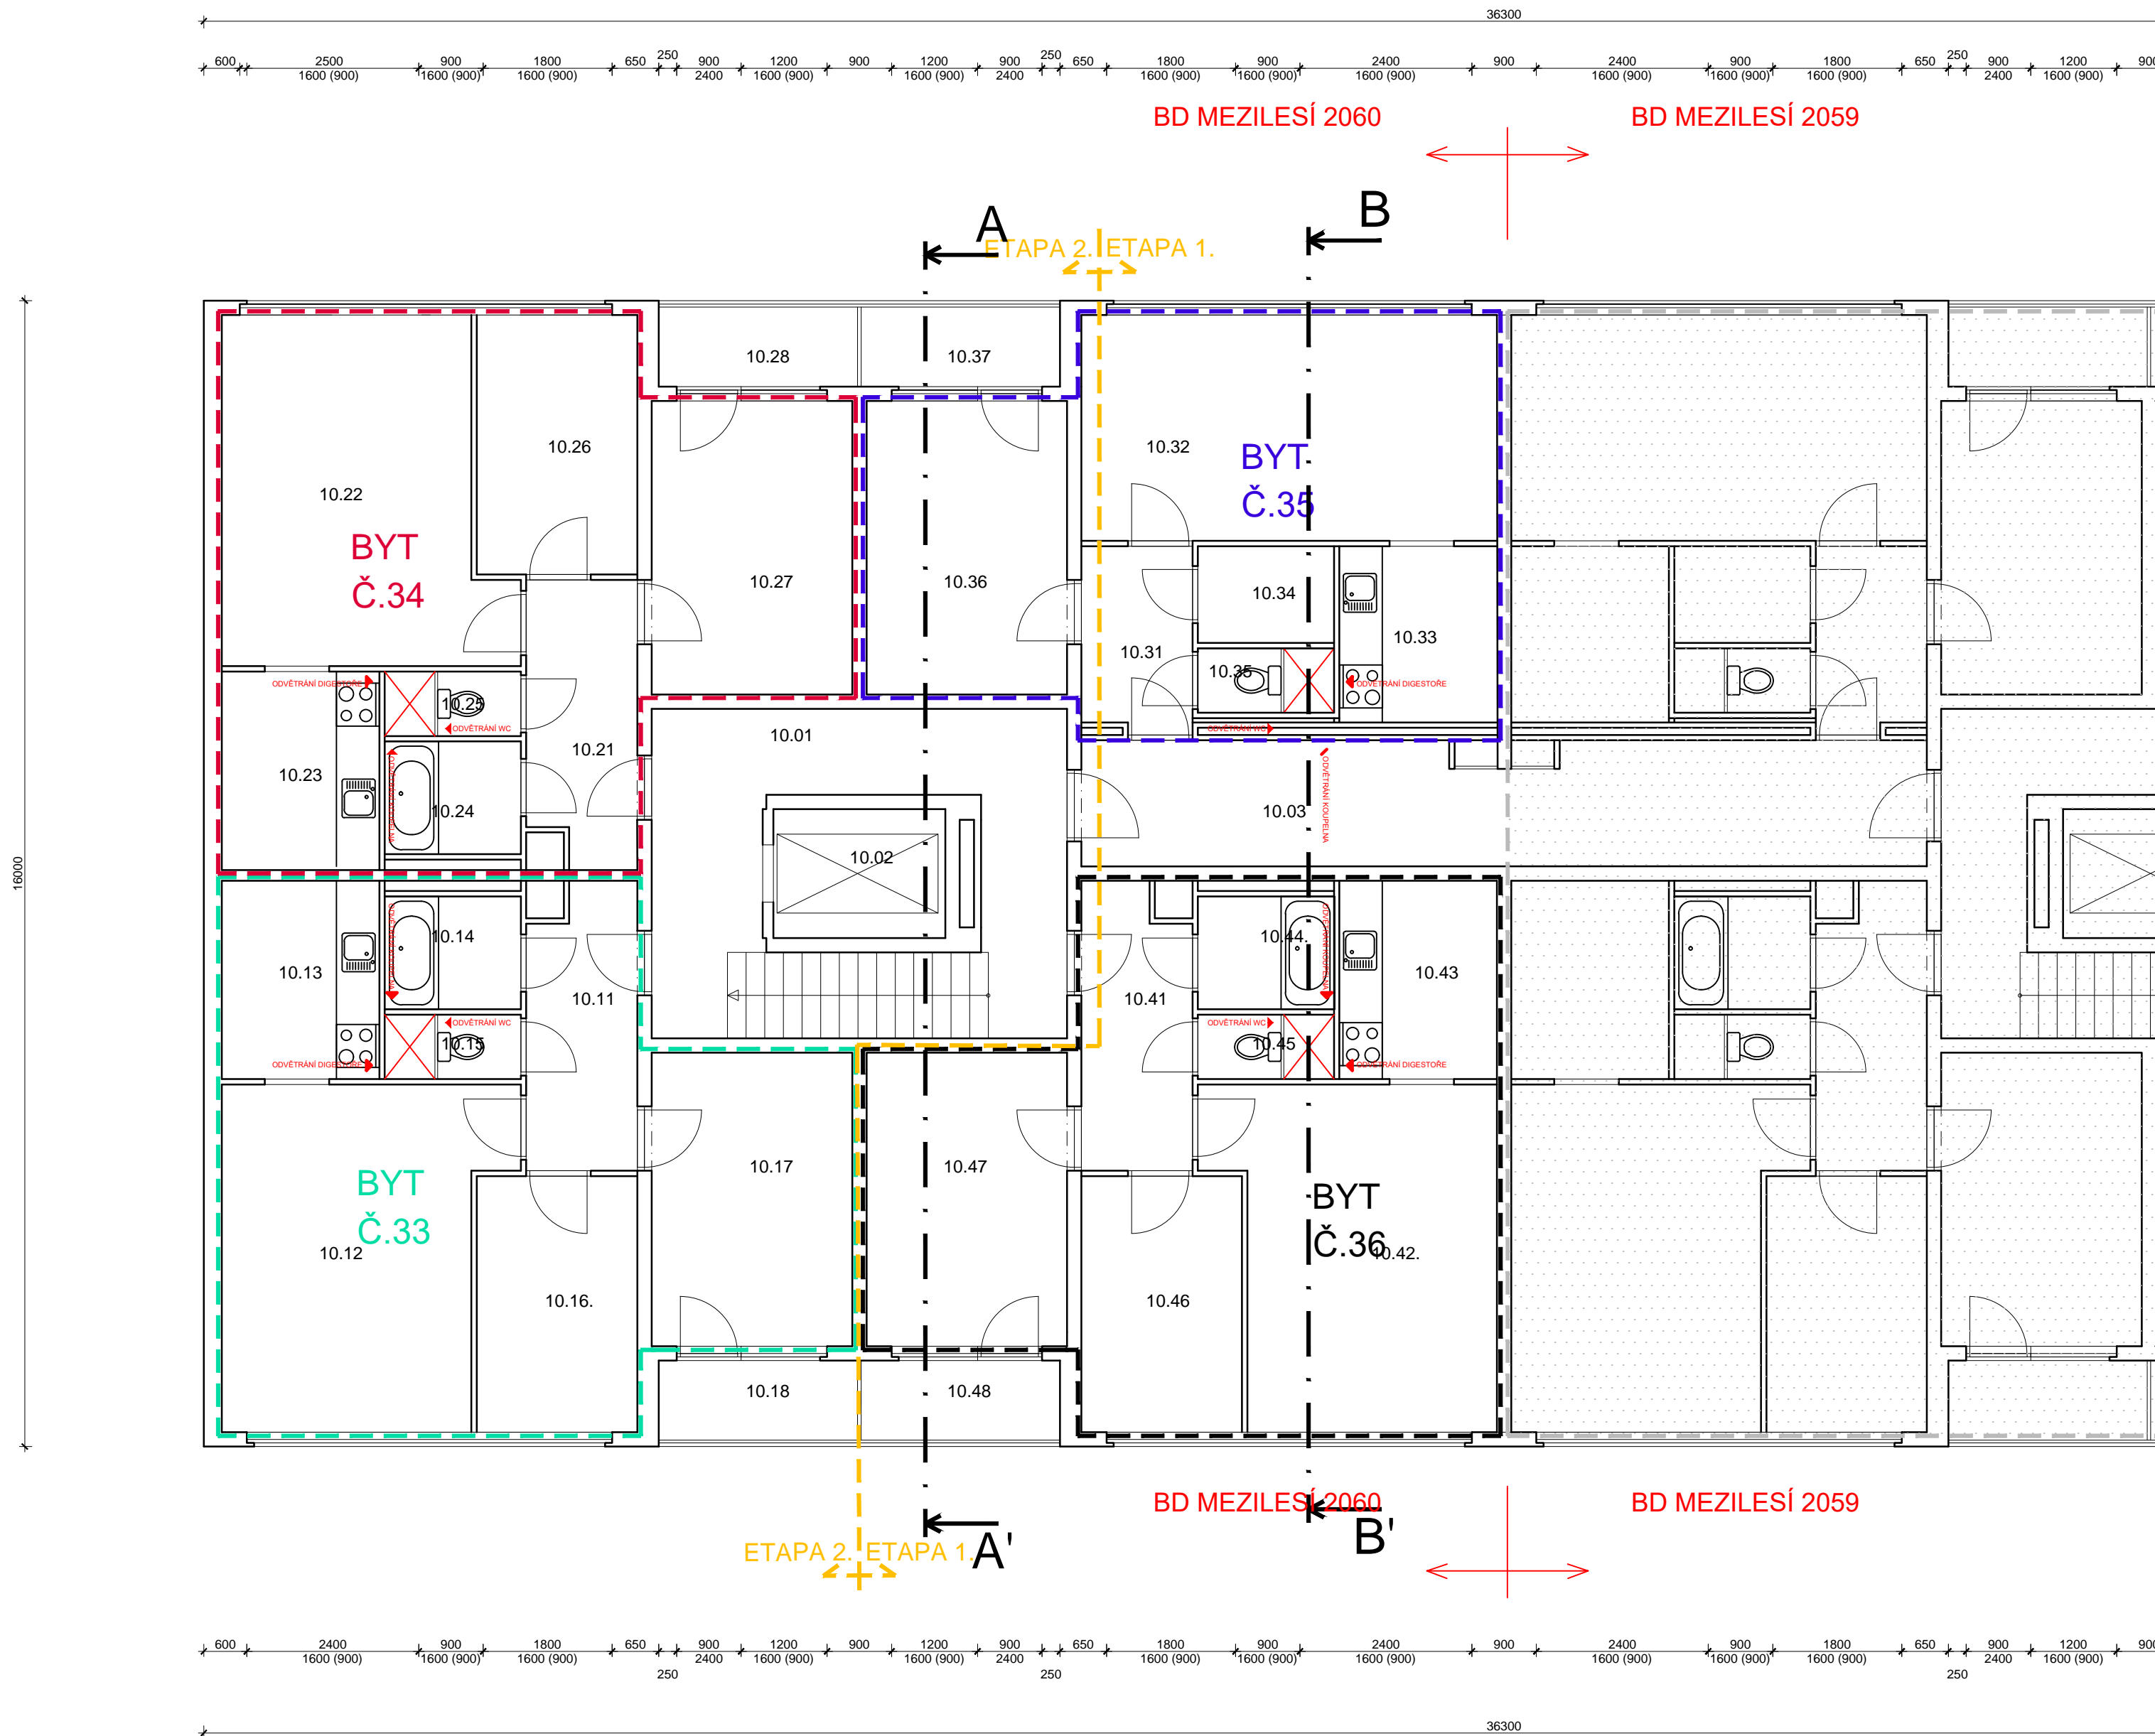 36300
600 2500 900 1800 650 250 900 1200 900 1200 900 250 650 1800 900 2400 900 2400 900 1800 650 250 900 1200
1600 (900) 1600 (900) 1600 (900) 2400 1600 (900) 1600 (900) 2400 1600 (900) 1600 (900) 1600 (900) 1600 (900) 1600 (900) 1600 (900) 2400 1600 (900)
BD MEZILESÍ 2060 BD MEZILESÍ 2059
A B
ETAPA 2. ETAPA 1.
10.28 10.37
10.26 10.32
BYT
Č.35
10.22
BYT
Č.34
10.27 10.36 10.34
10.33
10.31
10.35
ODVĚTRÁNÍ DIGESTOŘE ODVĚTRÁNÍ DIGESTOŘE
10.25
ODVĚTRÁNÍ WC ODVĚTRÁNÍ WC
10.01
10.21
10.23
10.24 10.03
ODVĚTRÁNÍ KOUPELNA
10.02
16000
10.14 10.44.
ODVĚTRÁNÍ KOUPELNA
10.13 10.43
10.11 10.41
ODVĚTRÁNÍ WC ODVĚTRÁNÍ WC
10.15 10.45
ODVĚTRÁNÍ DIGESTOŘE ODVĚTRÁNÍ DIGESTOŘE
10.17 10.47
BYT
Č.33
BYT
Č.36
10.12 10.42.
10.16. 10.46
10.18 10.48
BD MEZILESÍ 2060 BD MEZILESÍ 2059
ETAPA 2. ETAPA 1.
A' B'
600 2400 900 1800 650 900 1200 900 1200 900 650 1800 900 2400 900 2400 900 1800 650 900 1200
1600 (900) 1600 (900) 1600 (900) 2400 1600 (900) 1600 (900) 2400 1600 (900) 1600 (900) 1600 (900) 1600 (900) 1600 (900) 1600 (900) 2400 1600 (900)
250 250 250
36300